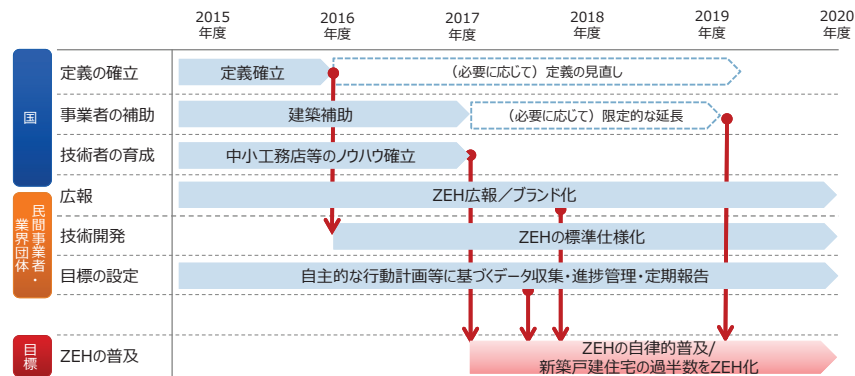 2015
年度
2016
年度
2017
年度
2018
年度
2019
年度
2020
年度
国
定義の確立
定義確立
(必要に応じて) 定義の見直し
事業者の補助
建築補助
(必要に応じて) 限定的な延長
技術者の育成
中小工務店等のノウハウ確立
民間事業者・
業界団体
広報
ZEH広報/ブランド化
技術開発
ZEHの標準仕様化
目標の設定
自主的な行動計画等に基づくデータ収集・進捗管理・定期報告
目標
ZEHの普及
ZEHの自律的普及/
新築戸建住宅の過半数をZEH化